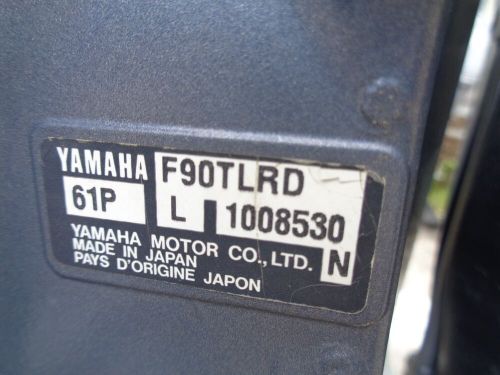 YAMAHA F90TLRD
61P L 1008530
YAMAHA MOTOR CO., LTD. N
MADE IN JAPAN
PAYS D'ORIGINE JAPON